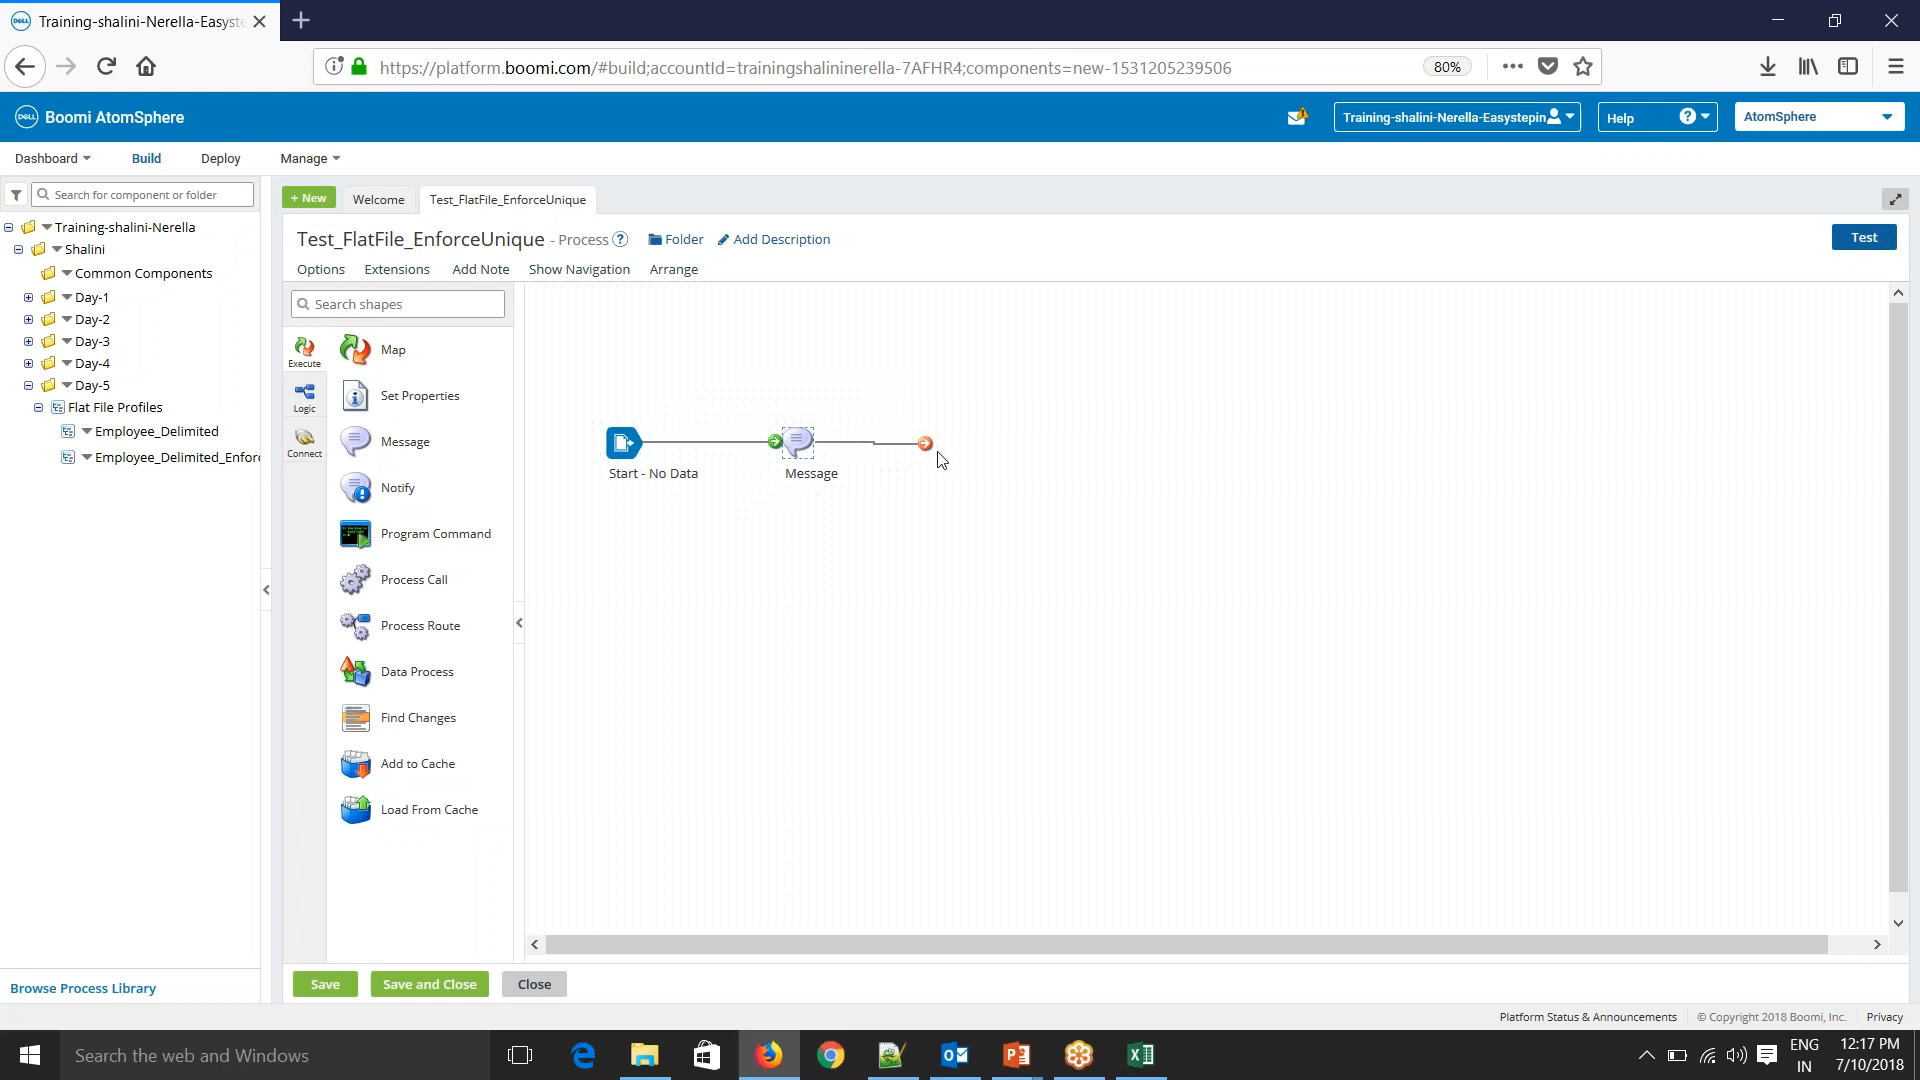 Training-shalini-Nerella-Easyste
https://platform.boomi.com/#build;accountId=trainingshalininerella-7AFHR4;components=new-1531205239506
80%
DELL
Boomi AtomSphere
Training-shalini-Nerella-Easystepin
Help
AtomSphere
Dashboard
Build
Deploy
Manage
Search for component or folder
+ New
Welcome
Test_FlatFile_EnforceUnique
Training-shalini-Nerella
Shalini
Common Components
Day-1
Day-2
Day-3
Day-4
Day-5
Flat File Profiles
Employee_Delimited
Employee_Delimited_Enforc
Browse Process Library
Test_FlatFile_EnforceUnique - Process
Folder
Add Description
Test
Options
Extensions
Add Note
Show Navigation
Arrange
Search shapes
Execute
Logic
Connect
Map
Set Properties
Message
Notify
Program Command
Process Call
Process Route
Data Process
Find Changes
Add to Cache
Load From Cache
Start - No Data
Message
Save
Save and Close
Close
Platform Status & Announcements
© Copyright 2018 Boomi, Inc.
Privacy
Search the web and Windows
ENG
IN
12:17 PM
7/10/2018